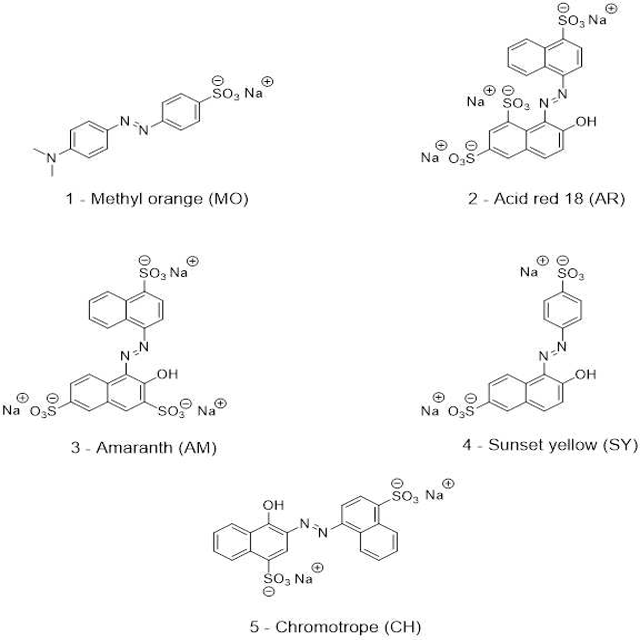 SO3 Na
N
N
N
1 - Methyl orange (MO)
SO3 Na
N
N
Na SO3
OH
Na O3S
2 - Acid red 18 (AR)
SO3 Na
N
N
OH
Na O3S SO3 Na
3 - Amaranth (AM)
Na SO3
N
N
OH
Na O3S
4 - Sunset yellow (SY)
SO3 Na
OH
N
N
SO3 Na
5 - Chromotrope (CH)